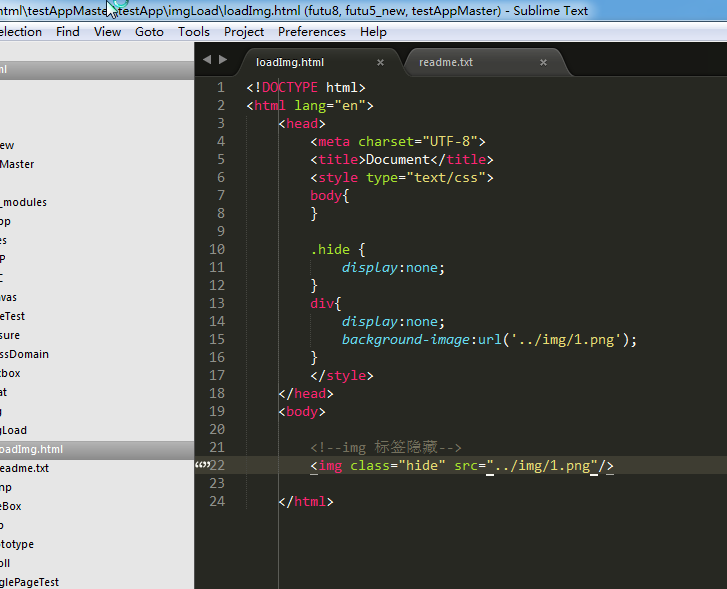 html\testAppMaster\testApp\imgLoad\loadImg.html (futu8, futu5_new, testAppMaster) - Sublime Text
election Find View Goto Tools Project Preferences Help
loadImg.html × readme.txt ×
ml
ew
Master
_modules
pp
es
P
C
vas
eTest
sure
ssDomain
tbox
at
g
gLoad
oadImg.html
eadme.txt
np
eBox
o
ototype
oll
glePageTest
1 <!DOCTYPE html>
2 <html lang="en">
3 <head>
4 <meta charset="UTF-8">
5 <title>Document</title>
6 <style type="text/css">
7 body{
8 }
9
10 .hide {
11 display:none;
12 }
13 div{
14 display:none;
15 background-image:url('../img/1.png');
16 }
17 </style>
18 </head>
19 <body>
20
21 <!--img 标签隐藏-->
22 <img class="hide" src="../img/1.png"/>
23
24 </html>